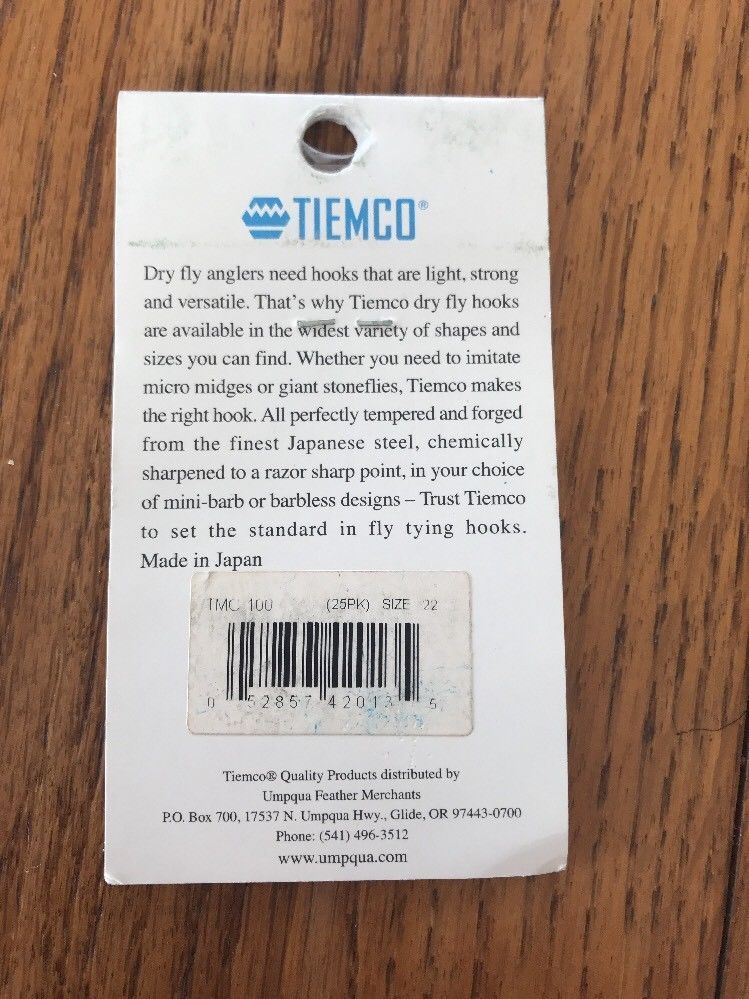 TIEMCO®
Dry fly anglers need hooks that are light, strong
and versatile. That's why Tiemco dry fly hooks
are available in the widest variety of shapes and
sizes you can find. Whether you need to imitate
micro midges or giant stoneflies, Tiemco makes
the right hook. All perfectly tempered and forged
from the finest Japanese steel, chemically
sharpened to a razor sharp point, in your choice
of mini-barb or barbless designs – Trust Tiemco
to set the standard in fly tying hooks.
Made in Japan
TMC 100 (25PK) SIZE 22
0 52857 42013 5
Tiemco® Quality Products distributed by
Umpqua Feather Merchants
P.O. Box 700, 17537 N. Umpqua Hwy., Glide, OR 97443-0700
Phone: (541) 496-3512
www.umpqua.com